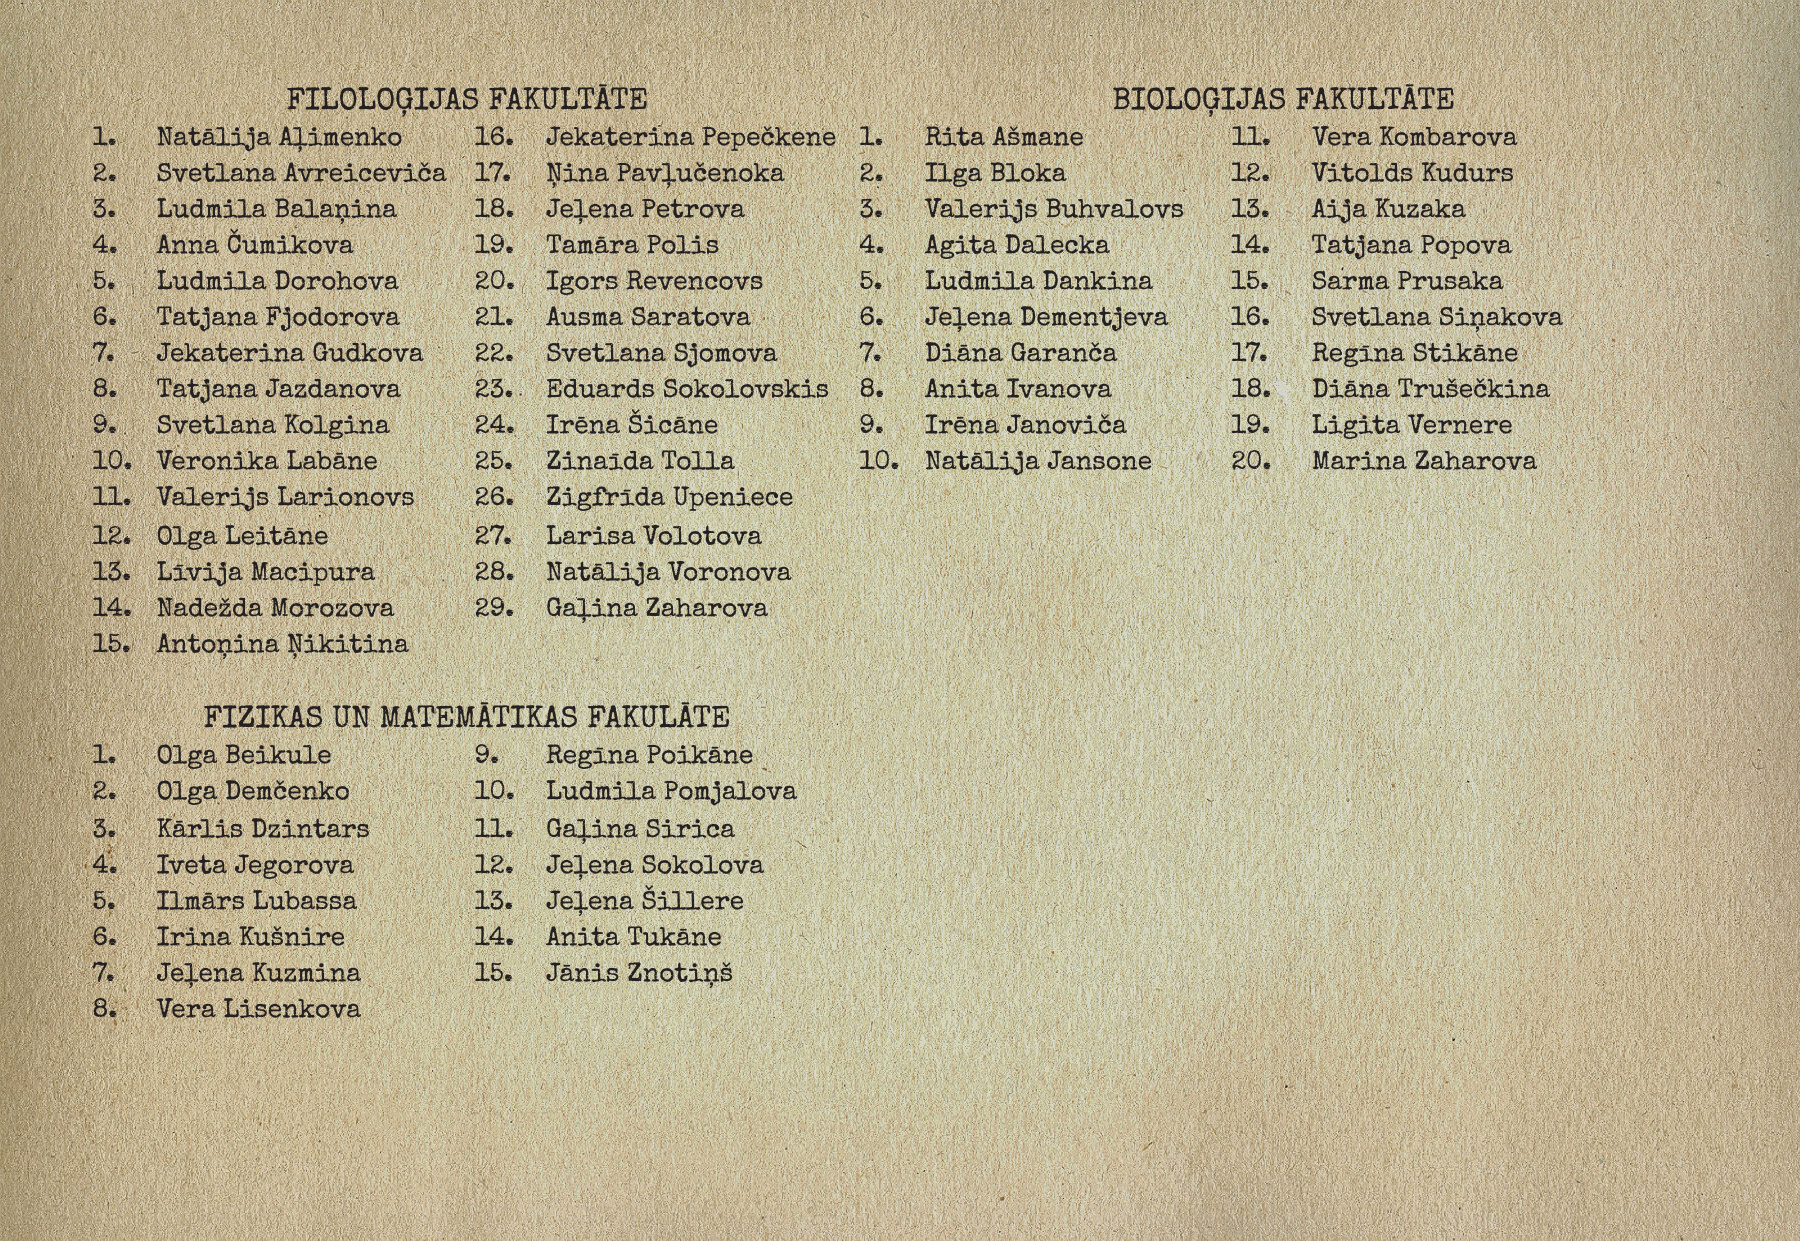 FILOLOĢIJAS FAKULTĀTE
1. Natālija Aļimenko
2. Svetlana Avreiceviča
3. Ludmila Balaņina
4. Anna Čumikova
5. Ludmila Dorohova
6. Tatjana Fjodorova
7. Jekaterina Gudkova
8. Tatjana Jazdanova
9. Svetlana Kolgina
10. Veronika Labāne
11. Valerijs Larionovs
12. Olga Leitāne
13. Līvija Macipura
14. Nadežda Morozova
15. Antoņina Ņikitina
16. Jekaterina Pepečkene
17. Ņina Pavļučenoka
18. Jeļena Petrova
19. Tamāra Polis
20. Igors Revencovs
21. Ausma Saratova
22. Svetlana Sjomova
23. Eduards Sokolovskis
24. Irēna Šicāne
25. Zinaīda Tolla
26. Zigfrīda Upeniece
27. Larisa Volotova
28. Natālija Voronova
29. Gaļina Zaharova
FIZIKAS UN MATEMĀTIKAS FAKULĀTE
1. Olga Beikule
2. Olga Demčenko
3. Kārlis Dzintars
4. Iveta Jegorova
5. Ilmārs Lubassa
6. Irina Kušnire
7. Jeļena Kuzmina
8. Vera Lisenkova
9. Regīna Poikāne
10. Ludmila Pomjalova
11. Gaļina Sirica
12. Jeļena Sokolova
13. Jeļena Šillere
14. Anita Tukāne
15. Jānis Znotiņš
BIOLOĢIJAS FAKULTĀTE
1. Rita Ašmane
2. Ilga Bloka
3. Valerijs Buhvalovs
4. Agita Dalecka
5. Ludmila Dankina
6. Jeļena Dementjeva
7. Diāna Garanča
8. Anita Ivanova
9. Irēna Janoviča
10. Natālija Jansone
11. Vera Kombarova
12. Vitolds Kudurs
13. Aija Kuzaka
14. Tatjana Popova
15. Sarma Prusaka
16. Svetlana Siņakova
17. Regīna Stikāne
18. Diāna Trušečkina
19. Ligita Vernere
20. Marina Zaharova